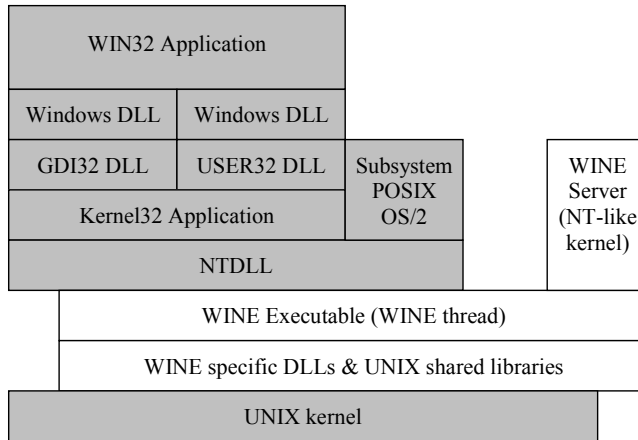 WIN32 Application
Windows DLL
Windows DLL
GDI32 DLL
USER32 DLL
Subsystem
POSIX
OS/2
WINE
Server
(NT-like
kernel)
Kernel32 Application
NTDLL
WINE Executable (WINE thread)
WINE specific DLLs & UNIX shared libraries
UNIX kernel